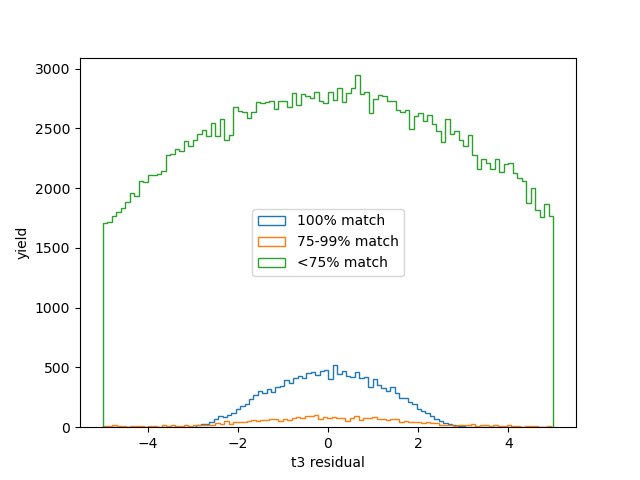 3000
2500
2000
1500
1000
500
0
yield
100% match
75-99% match
<75% match
−4 −2 0 2 4
t3 residual